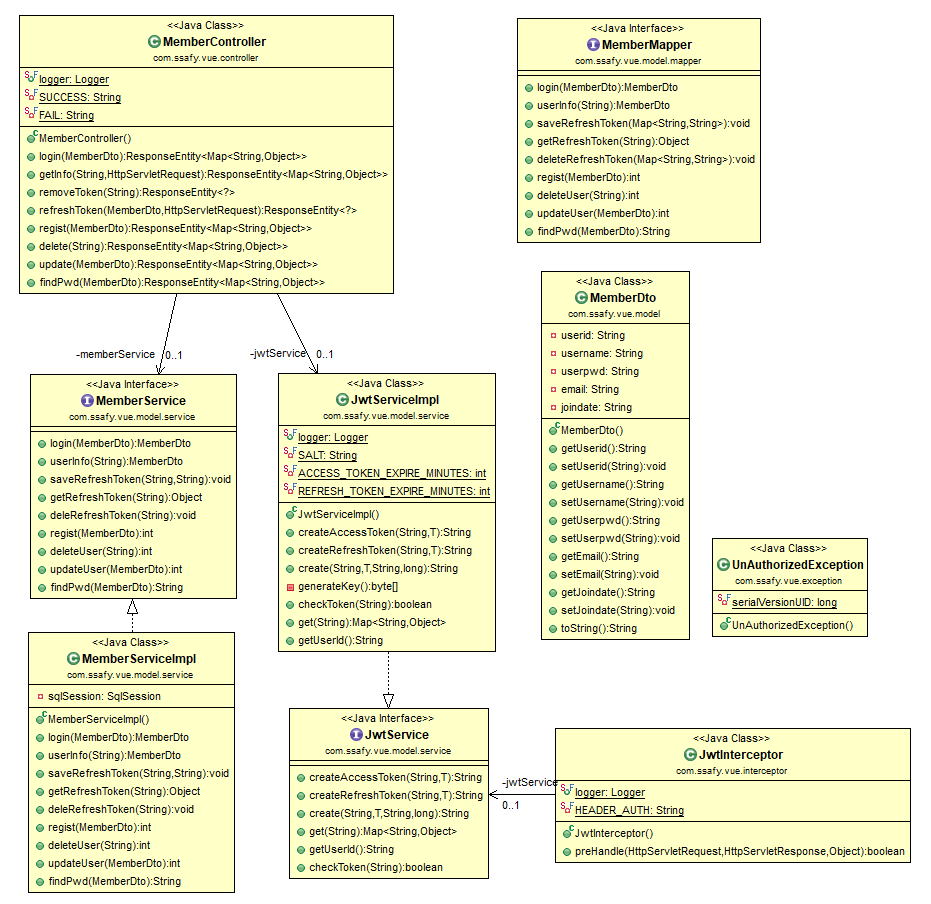 <<Java Class>>
MemberController
com.ssafy.vue.controller
logger: Logger
SUCCESS: String
FAIL: String
MemberController()
login(MemberDto):ResponseEntity<Map<String,Object>>
getInfo(String,HttpServletRequest):ResponseEntity<Map<String,Object>>
removeToken(String):ResponseEntity<?>
refreshToken(MemberDto,HttpServletRequest):ResponseEntity<?>
regist(MemberDto):ResponseEntity<Map<String,Object>>
delete(String):ResponseEntity<Map<String,Object>>
update(MemberDto):ResponseEntity<Map<String,Object>>
findPwd(MemberDto):ResponseEntity<Map<String,Object>>
<<Java Interface>>
MemberMapper
com.ssafy.vue.model.mapper
login(MemberDto):MemberDto
userInfo(String):MemberDto
saveRefreshToken(Map<String,String>):void
getRefreshToken(String):Object
deleteRefreshToken(Map<String,String>):void
regist(MemberDto):int
deleteUser(String):int
updateUser(MemberDto):int
findPwd(MemberDto):String
-memberService
0..1
-jwtService
0..1
<<Java Interface>>
MemberService
com.ssafy.vue.model.service
login(MemberDto):MemberDto
userInfo(String):MemberDto
saveRefreshToken(String,String):void
getRefreshToken(String):Object
deleRefreshToken(String):void
regist(MemberDto):int
deleteUser(String):int
updateUser(MemberDto):int
findPwd(MemberDto):String
<<Java Class>>
JwtServiceImpl
com.ssafy.vue.model.service
logger: Logger
SALT: String
ACCESS_TOKEN_EXPIRE_MINUTES: int
REFRESH_TOKEN_EXPIRE_MINUTES: int
JwtServiceImpl()
createAccessToken(String,T):String
createRefreshToken(String,T):String
create(String,T,String,long):String
generateKey():byte[]
checkToken(String):boolean
get(String):Map<String,Object>
getUserId():String
<<Java Class>>
MemberDto
com.ssafy.vue.model
userid: String
username: String
userpwd: String
email: String
joindate: String
MemberDto()
getUserid():String
setUserid(String):void
getUsername():String
setUsername(String):void
getUserpwd():String
setUserpwd(String):void
getEmail():String
setEmail(String):void
getJoindate():String
setJoindate(String):void
toString():String
<<Java Class>>
UnAuthorizedException
com.ssafy.vue.exception
serialVersionUID: long
UnAuthorizedException()
<<Java Class>>
MemberServiceImpl
com.ssafy.vue.model.service
sqlSession: SqlSession
MemberServiceImpl()
login(MemberDto):MemberDto
userInfo(String):MemberDto
saveRefreshToken(String,String):void
getRefreshToken(String):Object
deleRefreshToken(String):void
regist(MemberDto):int
deleteUser(String):int
updateUser(MemberDto):int
findPwd(MemberDto):String
<<Java Interface>>
JwtService
com.ssafy.vue.model.service
createAccessToken(String,T):String
createRefreshToken(String,T):String
create(String,T,String,long):String
get(String):Map<String,Object>
getUserId():String
checkToken(String):boolean
-jwtService
0..1
<<Java Class>>
JwtInterceptor
com.ssafy.vue.interceptor
logger: Logger
HEADER_AUTH: String
JwtInterceptor()
preHandle(HttpServletRequest,HttpServletResponse,Object):boolean